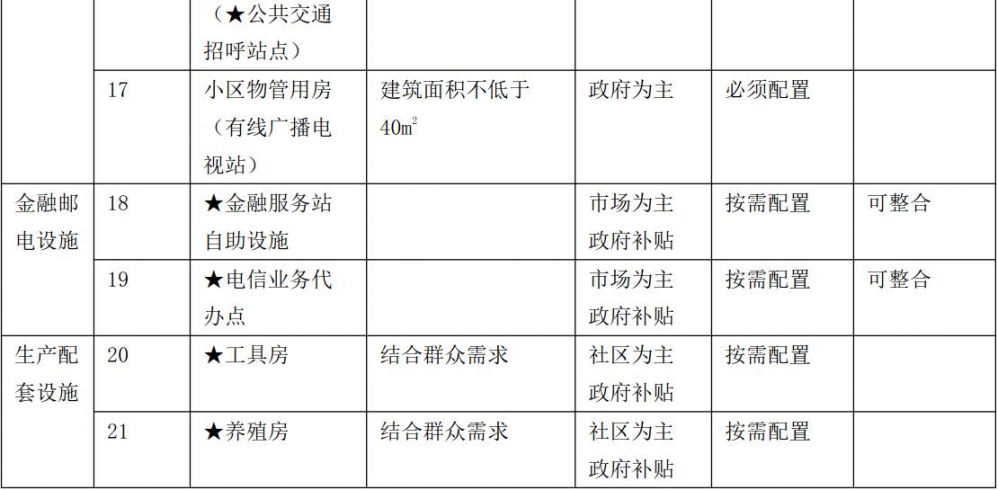 （★公共交通
招呼站点）
17 小区物管用房 建筑面积不低于 政府为主 必须配置
（有线广播电 40m²
视站）
金融邮 18 ★金融服务站 市场为主 按需配置 可整合
电设施 自助设施 政府补贴
19 ★电信业务代 市场为主 按需配置 可整合
办点 政府补贴
生产配 20 ★工具房 结合群众需求 社区为主 按需配置
套设施 政府补贴
21 ★养殖房 结合群众需求 社区为主 按需配置
政府补贴